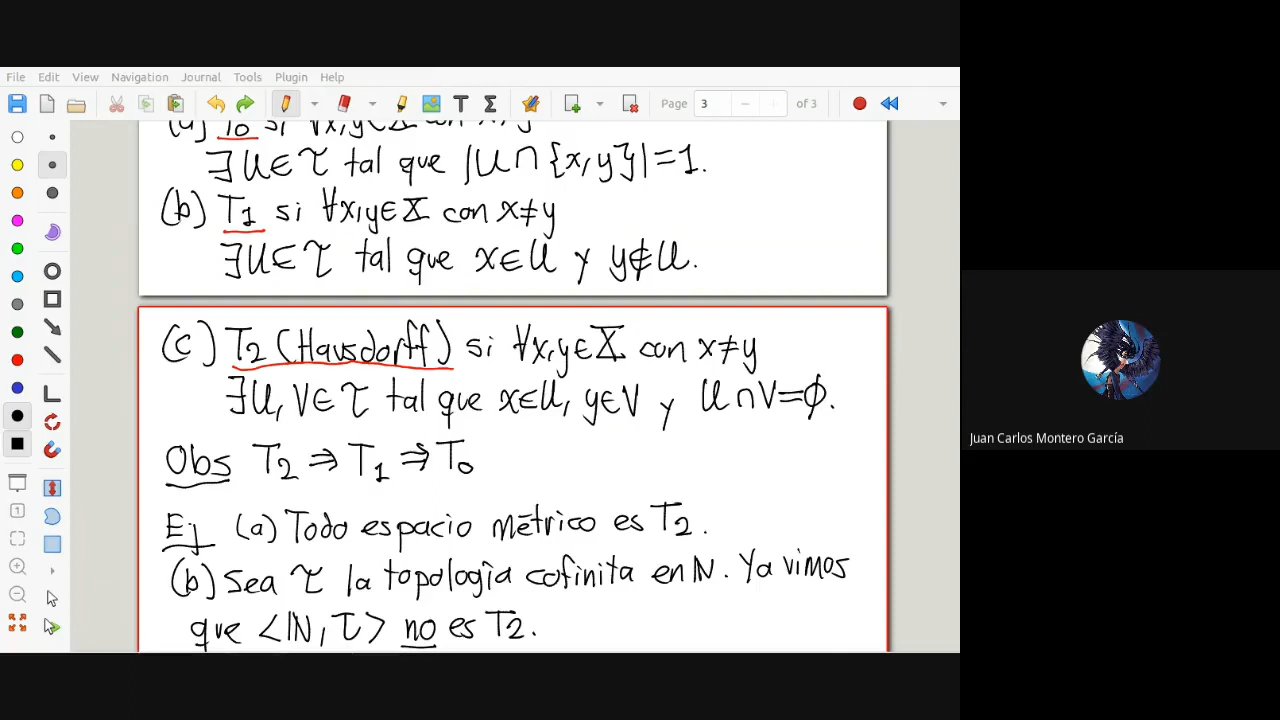 File Edit View Navigation Journal Tools Plugin Help
Page 3 of 3
∃U∈τ tal que |U∩{x,y}|=1.
(b) T₁ si ∀x,y∈X con x≠y
∃U∈τ tal que x∈U y y∉U.
(c) T₂ (Hausdorff) si ∀x,y∈X con x≠y
∃U,V∈τ tal que x∈U, y∈V y U∩V=∅.
Obs T₂ ⇒ T₁ ⇒ T₀
Ej (a) Todo espacio métrico es T₂.
(b) Sea τ la topología cofinita en ℕ. Ya vimos
que <ℕ,τ> no es T₂.
Juan Carlos Montero García